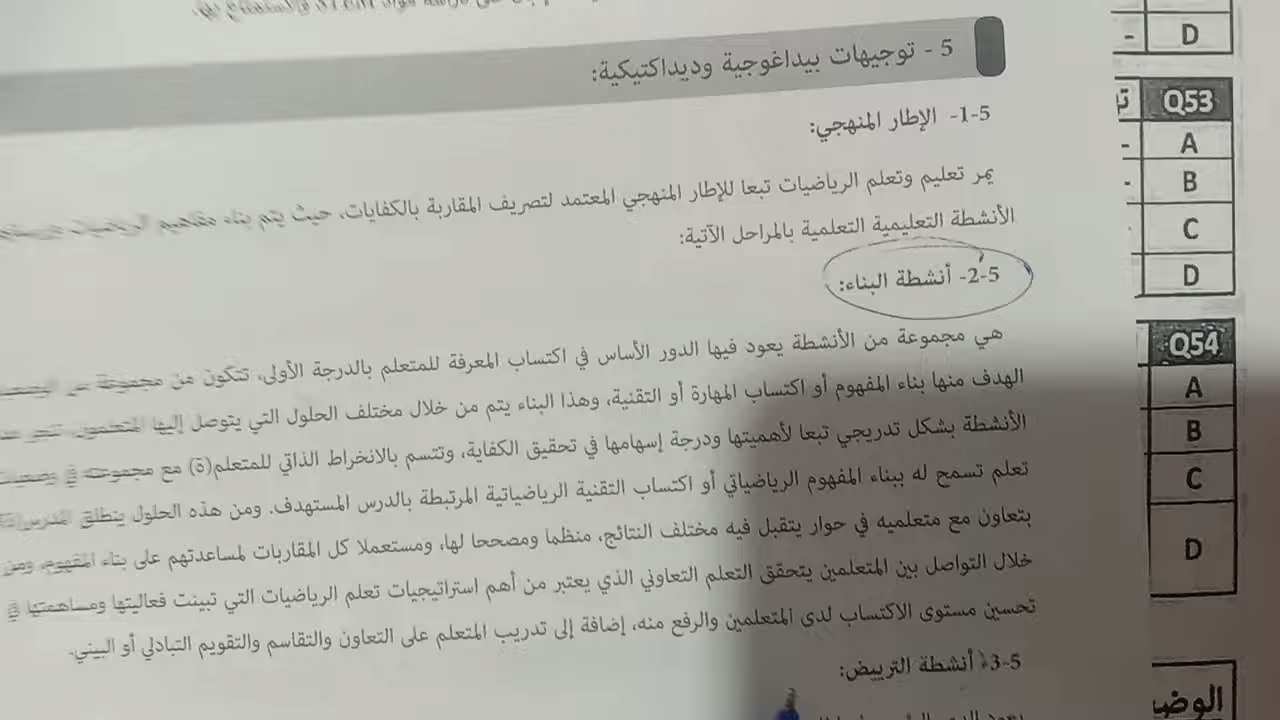 5 - توجيهات بيداغوجية وديداكتيكية:
5-1- الإطار المنهجي:
يمر تعليم وتعلم الرياضيات تبعا للإطار المنهجي المعتمد لتصريف المقاربة بالكفايات، حيث يتم بناء مفاهيم الرياضيات
الأنشطة التعليمية التعلمية بالمراحل الآتية:
5-2- أنشطة البناء:
هي مجموعة من الأنشطة يعود فيها الدور الأساس في اكتساب المعرفة للمتعلم بالدرجة الأولى، تتكون من مجموعة من
الهدف منها بناء المفهوم أو اكتساب المهارة أو التقنية، وهذا البناء يتم من خلال مختلف الحلول التي يتوصل إليها المتعلمون،
الأنشطة بشكل تدريجي تبعا لأهميتها ودرجة إسهامها في تحقيق الكفاية، وتتسم بالانخراط الذاتي للمتعلم(ة) مع مجموعته في
تعلم تسمح له ببناء المفهوم الرياضياتي أو اكتساب التقنية الرياضياتية المرتبطة بالدرس المستهدف. ومن هذه الحلول ينطلق المدرس(ة)
بتعاون مع متعلميه في حوار يتقبل فيه مختلف النتائج، منظما ومصححا لها، ومستعملا كل المقاربات لمساعدتهم على بناء المفهوم، ومن
خلال التواصل بين المتعلمين يتحقق التعلم التعاوني الذي يعتبر من أهم استراتيجيات تعلم الرياضيات التي تبينت فعاليتها ومساهمتها في
تحسين مستوى الاكتساب لدى المتعلمين والرفع منه، إضافة إلى تدريب المتعلم على التعاون والتقاسم والتقويم التبادلي أو البيني.
5-3- أنشطة الترييض:
D
-
Q53
A
-
B
-
C
D
Q54
A
B
C
D